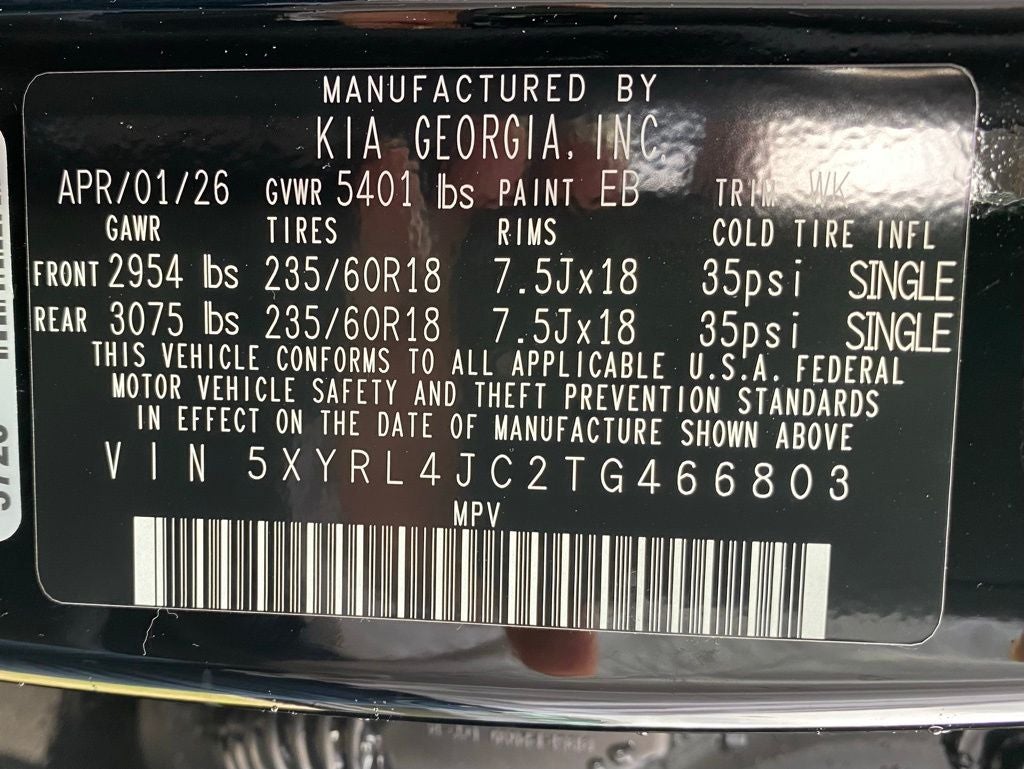 MANUFACTURED BY
KIA GEORGIA, INC.
APR/01/26 GVWR 5401 lbs PAINT EB TRIM WK
GAWR TIRES RIMS COLD TIRE INFL
FRONT 2954 lbs 235/60R18 7.5Jx18 35psi SINGLE
REAR 3075 lbs 235/60R18 7.5Jx18 35psi SINGLE
THIS VEHICLE CONFORMS TO ALL APPLICABLE U.S.A. FEDERAL
MOTOR VEHICLE SAFETY AND THEFT PREVENTION STANDARDS
IN EFFECT ON THE DATE OF MANUFACTURE SHOWN ABOVE
VIN 5XYRL4JC2TG466803
MPV